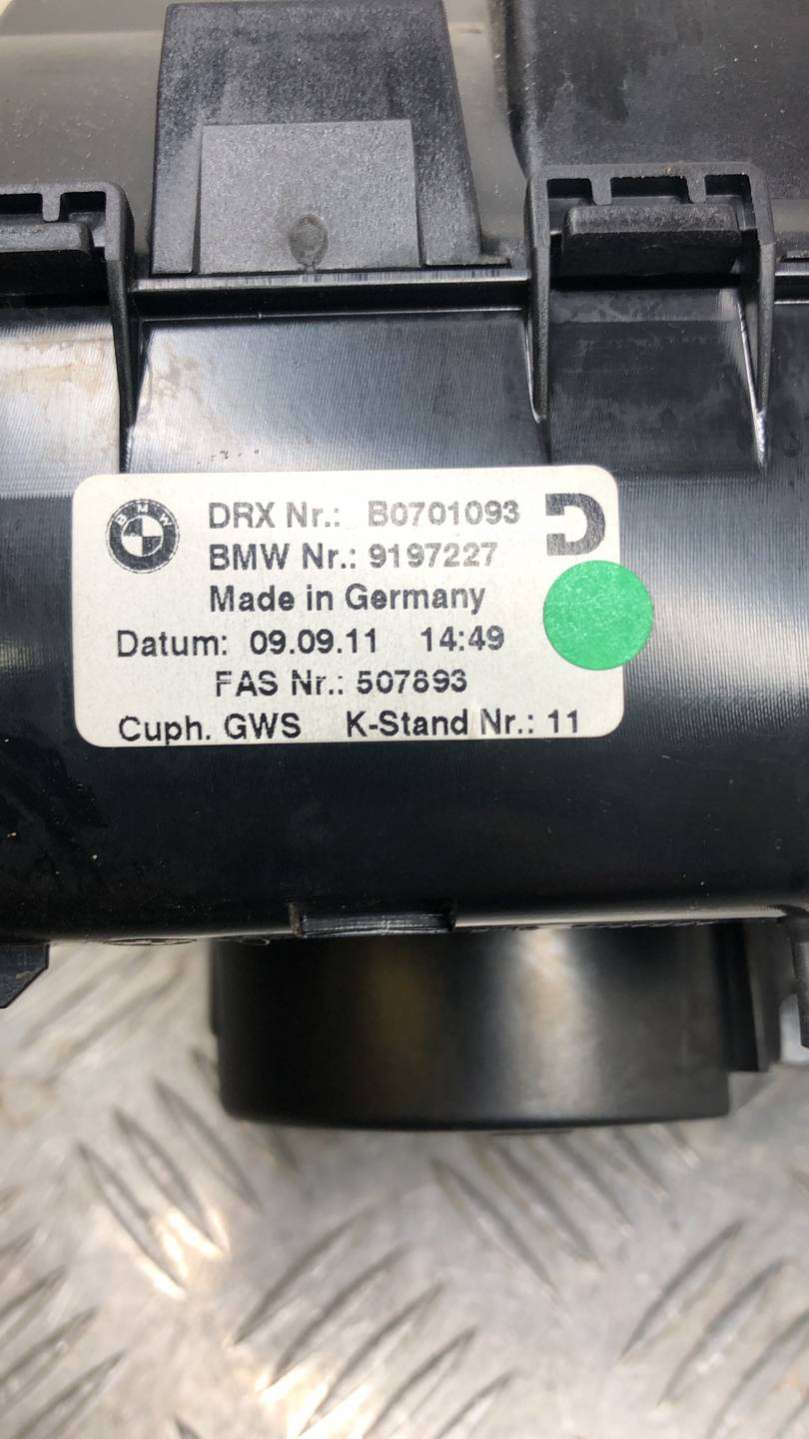 BMW
DRX Nr.: B0701093
BMW Nr.: 9197227
Made in Germany
Datum: 09.09.11 14:49
FAS Nr.: 507893
Cuph. GWS K-Stand Nr.: 11